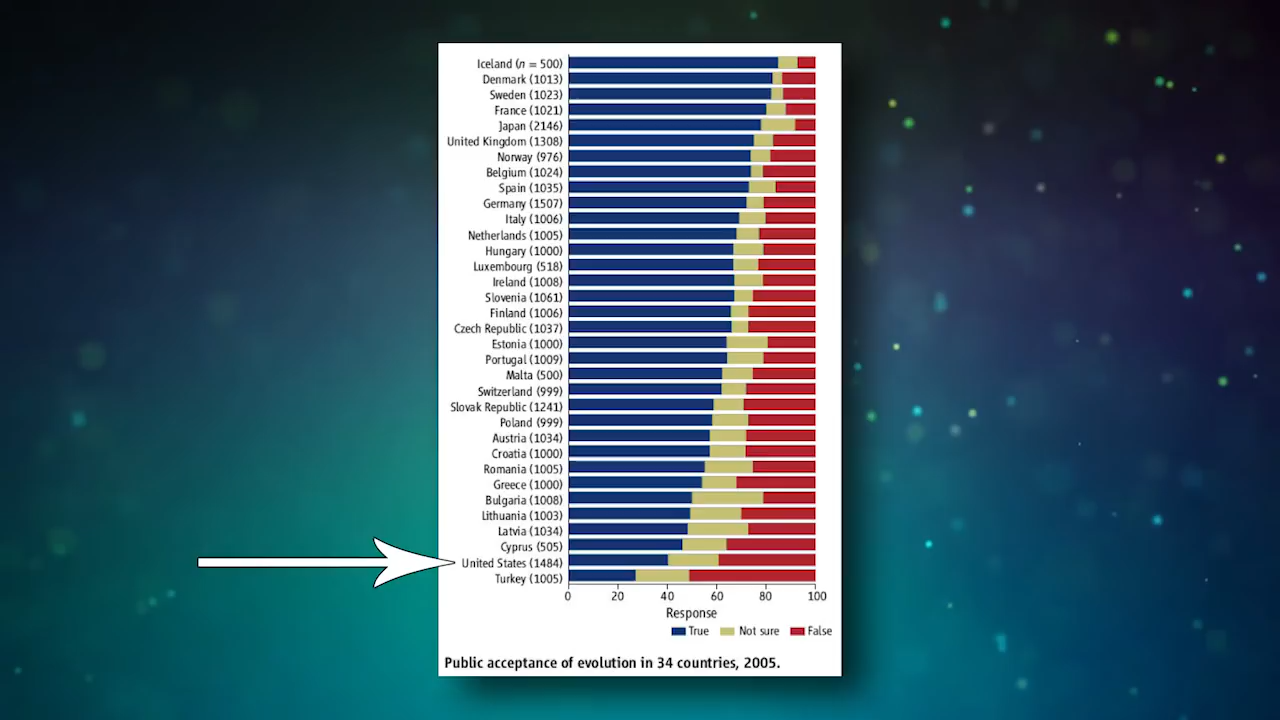 Iceland (n = 500)
Denmark (1013)
Sweden (1023)
France (1021)
Japan (2146)
United Kingdom (1308)
Norway (976)
Belgium (1024)
Spain (1035)
Germany (1507)
Italy (1006)
Netherlands (1005)
Hungary (1000)
Luxembourg (518)
Ireland (1008)
Slovenia (1061)
Finland (1006)
Czech Republic (1037)
Estonia (1000)
Portugal (1009)
Malta (500)
Switzerland (999)
Slovak Republic (1241)
Poland (999)
Austria (1034)
Croatia (1000)
Romania (1005)
Greece (1000)
Bulgaria (1008)
Lithuania (1003)
Latvia (1034)
Cyprus (505)
United States (1484)
Turkey (1005)
0 20 40 60 80 100
Response
True Not sure False
Public acceptance of evolution in 34 countries, 2005.